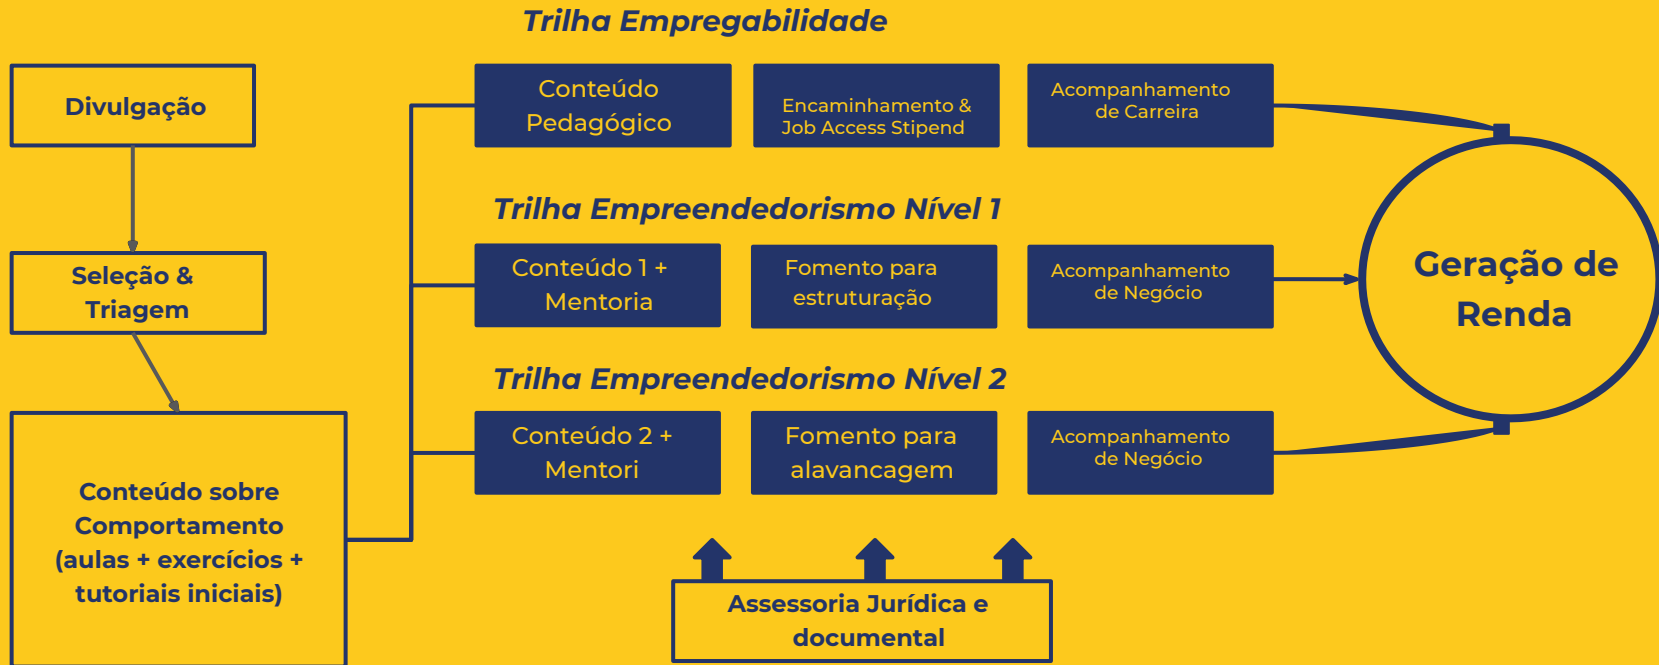 Trilha Empregabilidade
Divulgação
Seleção &
Triagem
Conteúdo sobre
Comportamento
(aulas + exercícios +
tutoriais iniciais)
Conteúdo
Pedagógico
Encaminhamento &
Job Access Stipend
Acompanhamento
de Carreira
Trilha Empreendedorismo Nível 1
Conteúdo 1 +
Mentoria
Fomento para
estruturação
Acompanhamento
de Negócio
Trilha Empreendedorismo Nível 2
Conteúdo 2 +
Mentori
Fomento para
alavancagem
Acompanhamento
de Negócio
Geração de
Renda
Assessoria Jurídica e
documental